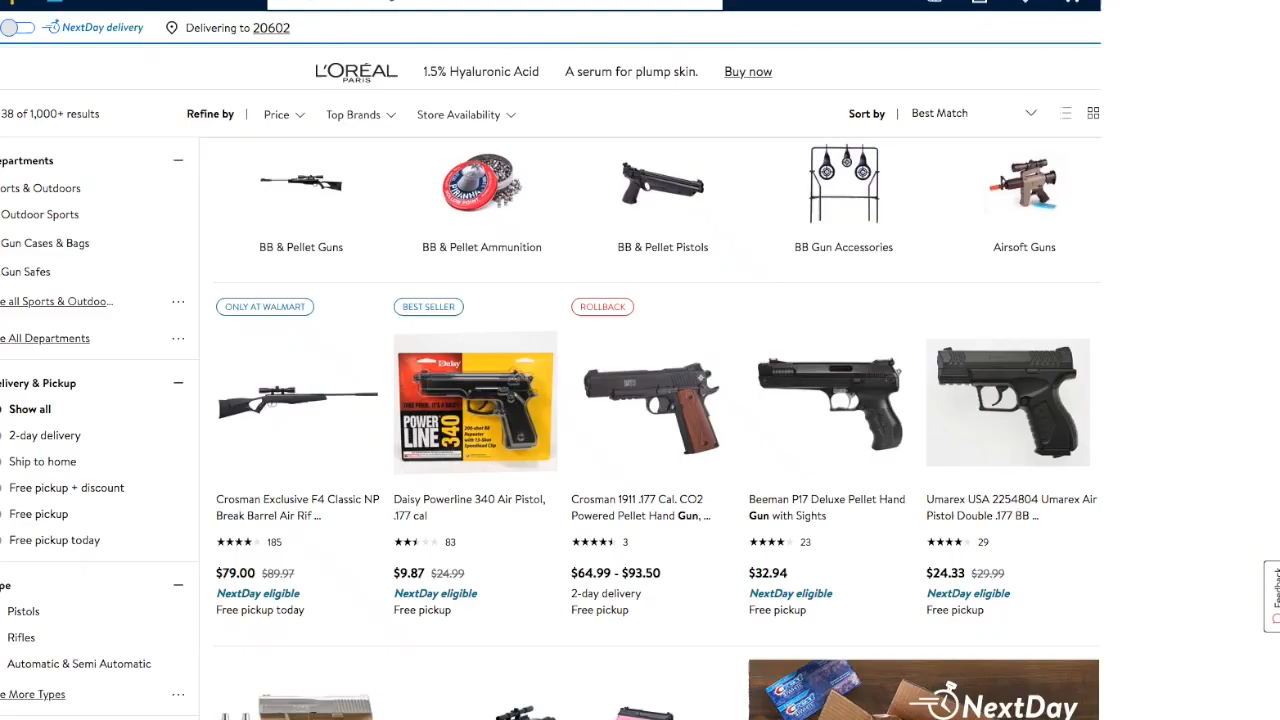 NextDay delivery
Delivering to 20602
L'ORÉAL
PARIS
1.5% Hyaluronic Acid
A serum for plump skin.
Buy now
38 of 1,000+ results
Refine by | Price Top Brands Store Availability
Sort by | Best Match
epartments
orts & Outdoors
Outdoor Sports
Gun Cases & Bags
Gun Safes
e all Sports & Outdoo...
e All Departments
elivery & Pickup
Show all
2-day delivery
Ship to home
Free pickup + discount
Free pickup
Free pickup today
pe
Pistols
Rifles
Automatic & Semi Automatic
e More Types
PIRANHA
BB & Pellet Guns
BB & Pellet Ammunition
BB & Pellet Pistols
BB Gun Accessories
Airsoft Guns
ONLY AT WALMART
Crosman Exclusive F4 Classic NP
Break Barrel Air Rif ...
185
$79.00 $89.97
NextDay eligible
Free pickup today
BEST SELLER
Daisy
POWER
LINE 340
Daisy Powerline 340 Air Pistol,
.177 cal
83
$9.87 $24.99
NextDay eligible
Free pickup
ROLLBACK
Crosman 1911 .177 Cal. CO2
Powered Pellet Hand Gun, ...
3
$64.99 - $93.50
2-day delivery
Free pickup
Beeman P17 Deluxe Pellet Hand
Gun with Sights
23
$32.94
NextDay eligible
Free pickup
Umarex USA 2254804 Umarex Air
Pistol Double .177 BB ...
29
$24.33 $29.99
NextDay eligible
Free pickup
Crest
NextDay
Feedback